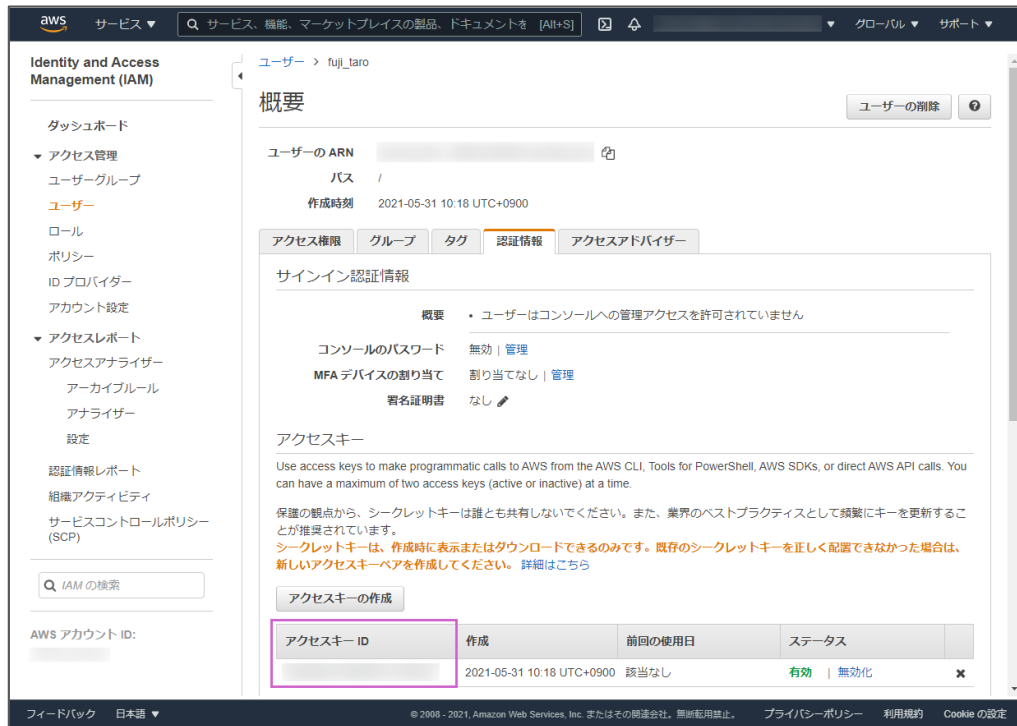 aws サービス ▼ サービス、機能、マーケットプレイスの製品、ドキュメントを [Alt+S] ▼ グローバル ▼ サポート ▼
Identity and Access
Management (IAM)
ダッシュボード
▼ アクセス管理
ユーザーグループ
ユーザー
ロール
ポリシー
ID プロバイダー
アカウント設定
▼ アクセスレポート
アクセスアナライザー
アーカイブルール
アナライザー
設定
認証情報レポート
組織アクティビティ
サービスコントロールポリシー
(SCP)
IAM の検索
AWS アカウント ID:
ユーザー > fuji_taro
概要
ユーザーの削除 ?
ユーザーの ARN
パス /
作成時刻 2021-05-31 10:18 UTC+0900
アクセス権限 グループ タグ 認証情報 アクセスアドバイザー
サインイン認証情報
概要 • ユーザーはコンソールへの管理アクセスを許可されていません
コンソールのパスワード 無効 | 管理
MFA デバイスの割り当て 割り当てなし | 管理
署名証明書 なし
アクセスキー
Use access keys to make programmatic calls to AWS from the AWS CLI, Tools for PowerShell, AWS SDKs, or direct AWS API calls. You
can have a maximum of two access keys (active or inactive) at a time.
保護の観点から、シークレットキーは誰とも共有しないでください。また、業界のベストプラクティスとして頻繁にキーを更新するこ
とが推奨されています。
シークレットキーは、作成時に表示またはダウンロードできるのみです。既存のシークレットキーを正しく配置できなかった場合は、
新しいアクセスキーペアを作成してください。 詳細はこちら
アクセスキーの作成
アクセスキー ID 作成 前回の使用日 ステータス
2021-05-31 10:18 UTC+0900 該当なし 有効 | 無効化 ✖
フィードバック 日本語 ▼ © 2008 - 2021, Amazon Web Services, Inc. またはその関連会社。無断転用禁止。 プライバシーポリシー 利用規約 Cookie の設定